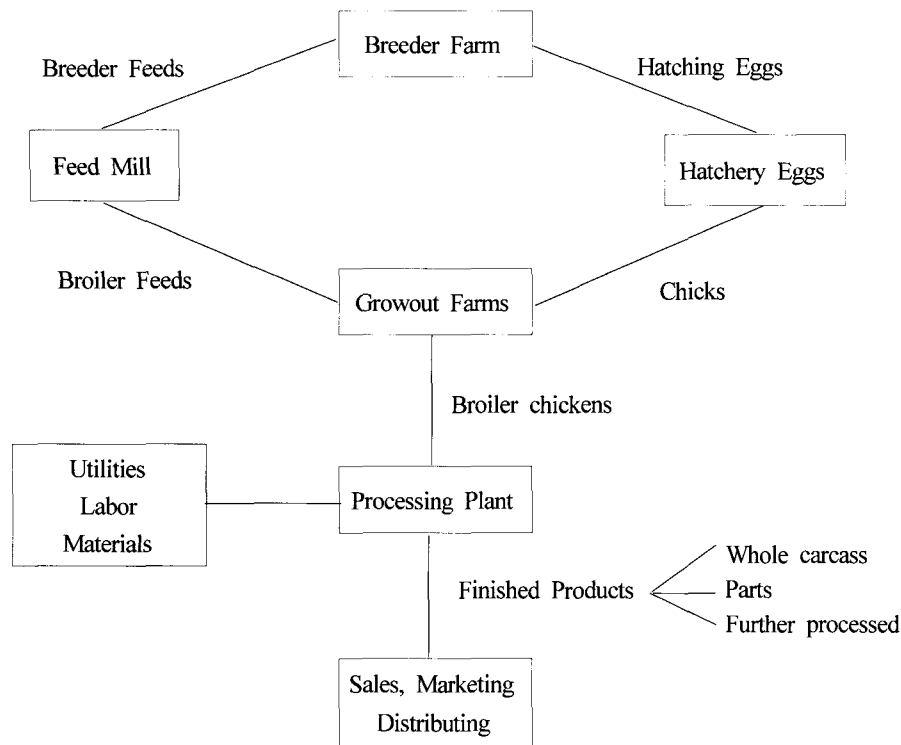 Breeder Farm
Breeder Feeds
Hatching Eggs
Feed Mill
Hatchery Eggs
Broiler Feeds
Growout Farms
Chicks
Broiler chickens
Utilities
Labor
Materials
Processing Plant
Finished Products
Whole carcass
Parts
Further processed
Sales, Marketing
Distributing